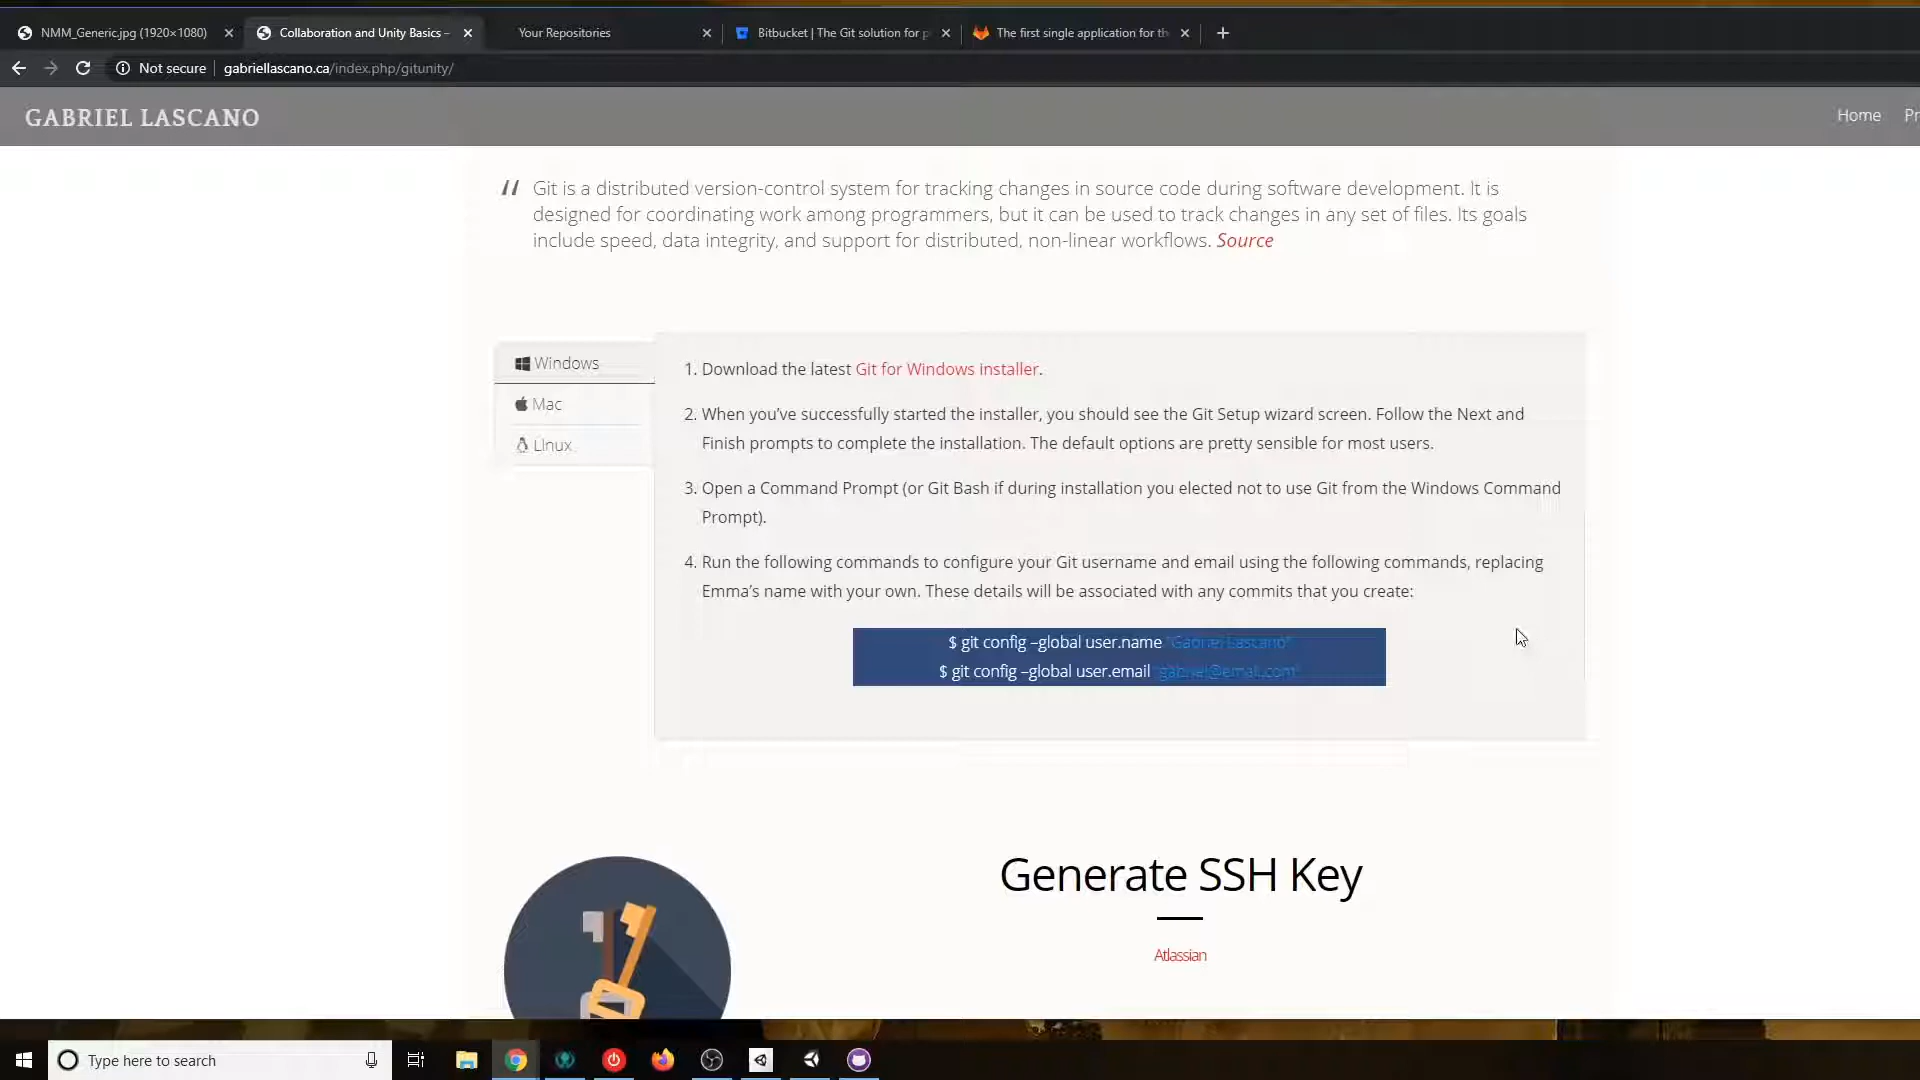 NMM_Generic.jpg (1920×1080)
Collaboration and Unity Basics –
Your Repositories
Bitbucket | The Git solution for p
The first single application for th
Not secure
gabriellascano.ca/index.php/gitunity/
GABRIEL LASCANO
Home
Pr
“ Git is a distributed version-control system for tracking changes in source code during software development. It is
designed for coordinating work among programmers, but it can be used to track changes in any set of files. Its goals
include speed, data integrity, and support for distributed, non-linear workflows. Source
Windows
Mac
LInux
1. Download the latest Git for Windows installer.
2. When you’ve successfully started the installer, you should see the Git Setup wizard screen. Follow the Next and
Finish prompts to complete the installation. The default options are pretty sensible for most users.
3. Open a Command Prompt (or Git Bash if during installation you elected not to use Git from the Windows Command
Prompt).
4. Run the following commands to configure your Git username and email using the following commands, replacing
Emma’s name with your own. These details will be associated with any commits that you create:
$ git config –global user.name "Gabriel Lascano"
$ git config –global user.email "gabriel@email.com"
Generate SSH Key
Atlassian
Type here to search